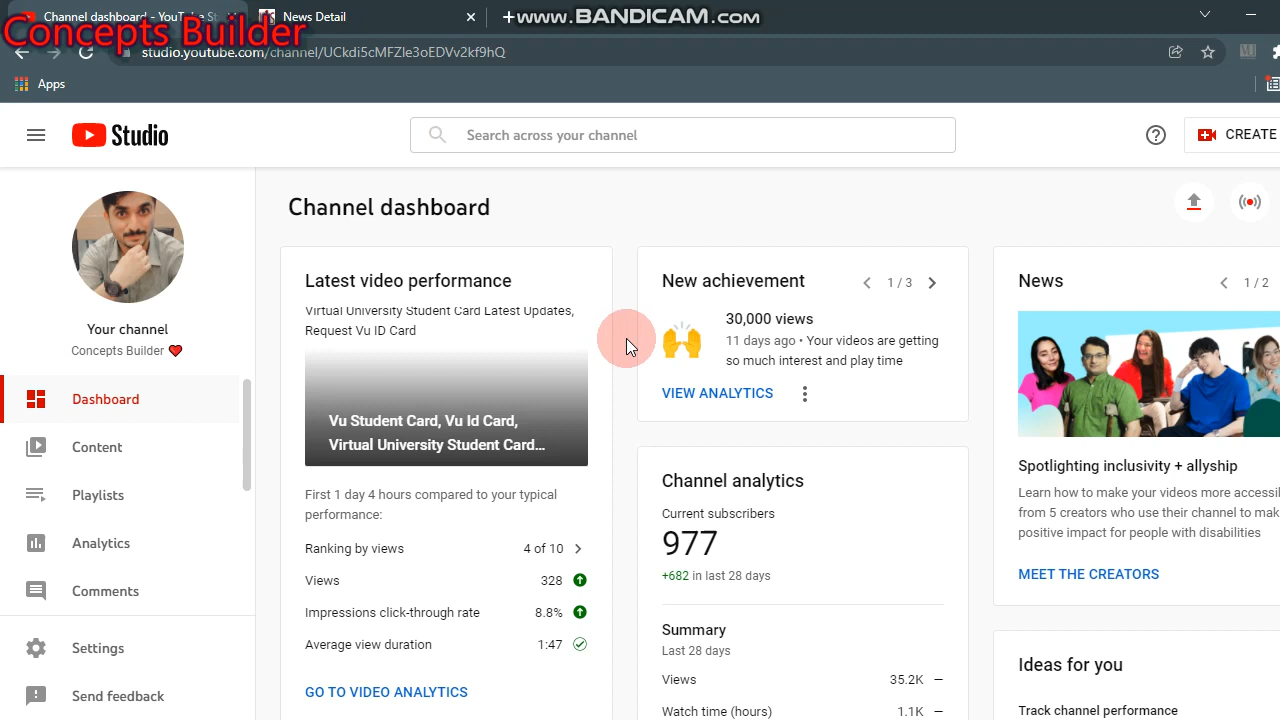 Channel dashboard - YouTube St
News Detail
www.BANDICAM.com
Concepts Builder
studio.youtube.com/channel/UCkdi5cMFZle3oEDVv2kf9hQ
Apps
Studio
Search across your channel
CREATE
Channel dashboard
Your channel
Concepts Builder ❤
Dashboard
Content
Playlists
Analytics
Comments
Settings
Send feedback
Latest video performance
Virtual University Student Card Latest Updates,
Request Vu ID Card
Vu Student Card, Vu Id Card,
Virtual University Student Card...
First 1 day 4 hours compared to your typical
performance:
Ranking by views 4 of 10
Views 328
Impressions click-through rate 8.8%
Average view duration 1:47
GO TO VIDEO ANALYTICS
New achievement 1 / 3
30,000 views
11 days ago • Your videos are getting
so much interest and play time
VIEW ANALYTICS
Channel analytics
Current subscribers
977
+682 in last 28 days
Summary
Last 28 days
Views 35.2K —
Watch time (hours) 1.1K —
News 1 / 2
Spotlighting inclusivity + allyship
Learn how to make your videos more accessi
from 5 creators who use their channel to mak
positive impact for people with disabilities
MEET THE CREATORS
Ideas for you
Track channel performance